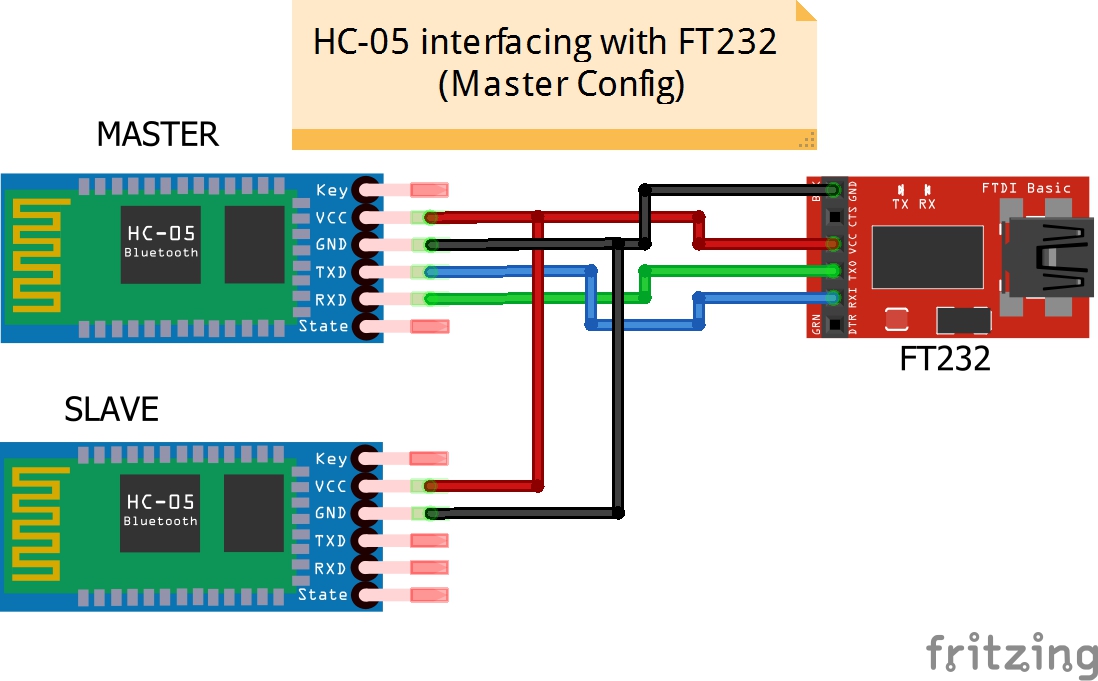 HC-05 interfacing with FT232
(Master Config)
MASTER
HC-05
Bluetooth
Key
VCC
GND
TXD
RXD
State
GND
CTS
VCC
TXO
RXI
DTR
GRN
TX RX
FTDI Basic
FT232
SLAVE
HC-05
Bluetooth
Key
VCC
GND
TXD
RXD
State
fritzing